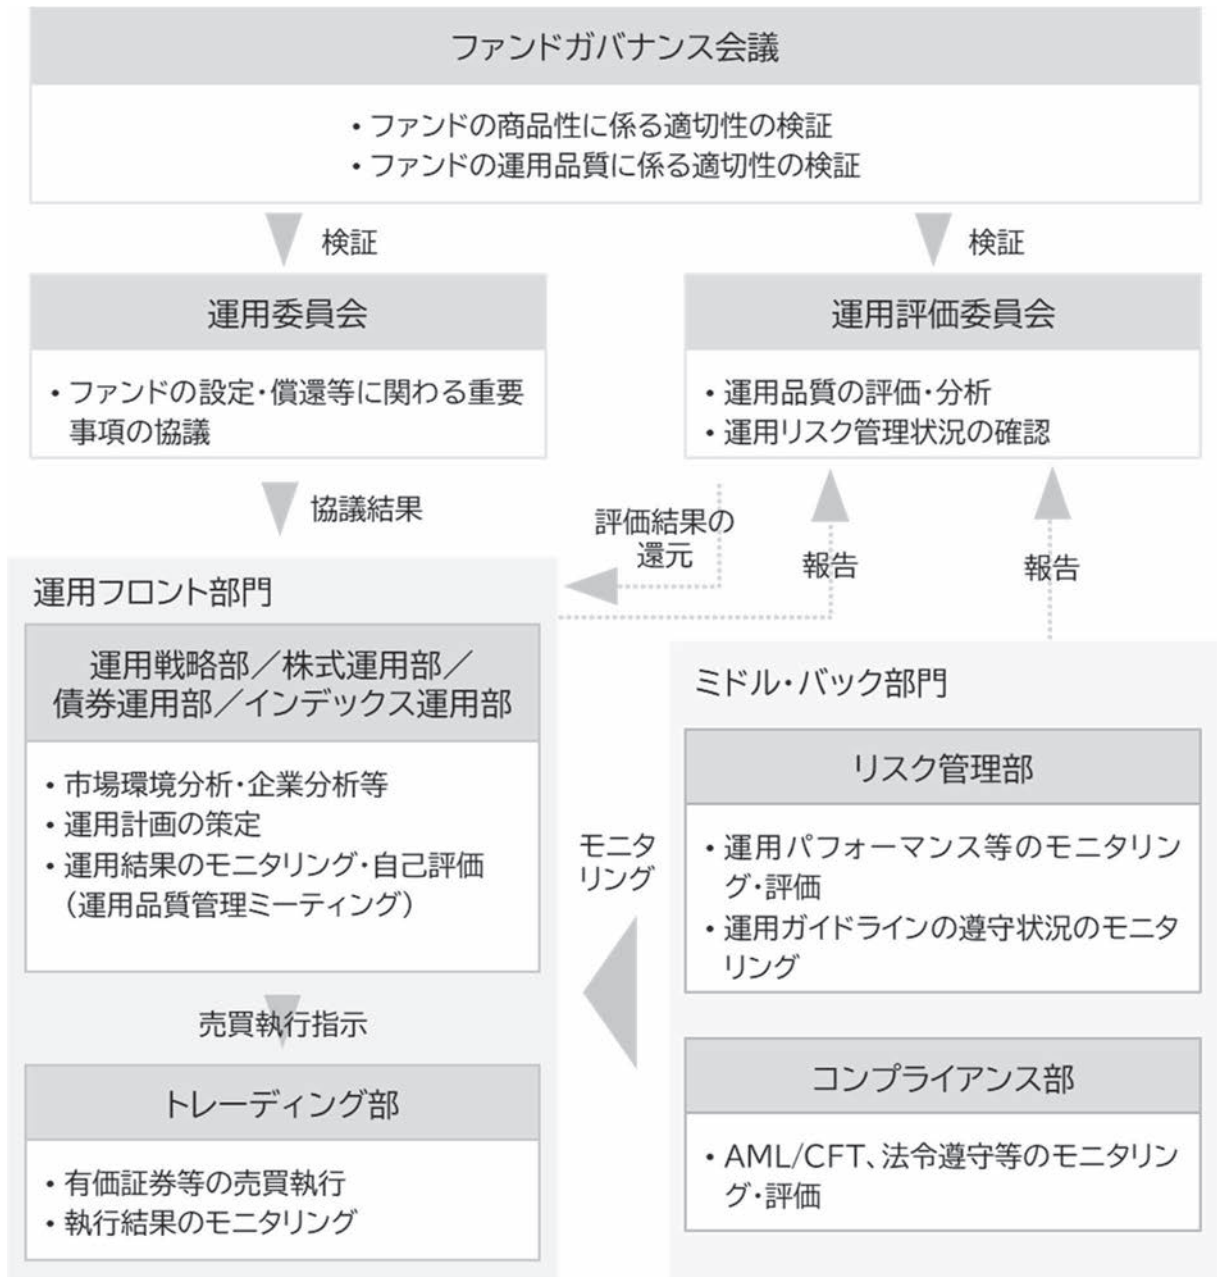 ファンドガバナンス会議
・ファンドの商品性に係る適切性の検証
・ファンドの運用品質に係る適切性の検証
検証
検証
運用委員会
・ファンドの設定・償還等に関わる重要
事項の協議
運用評価委員会
・運用品質の評価・分析
・運用リスク管理状況の確認
協議結果
評価結果の
還元
報告
報告
運用フロント部門
運用戦略部／株式運用部／
債券運用部／インデックス運用部
・市場環境分析・企業分析等
・運用計画の策定
・運用結果のモニタリング・自己評価
（運用品質管理ミーティング）
売買執行指示
トレーディング部
・有価証券等の売買執行
・執行結果のモニタリング
モニタ
リング
ミドル・バック部門
リスク管理部
・運用パフォーマンス等のモニタリン
グ・評価
・運用ガイドラインの遵守状況のモニタ
リング
コンプライアンス部
・AML/CFT、法令遵守等のモニタリン
グ・評価